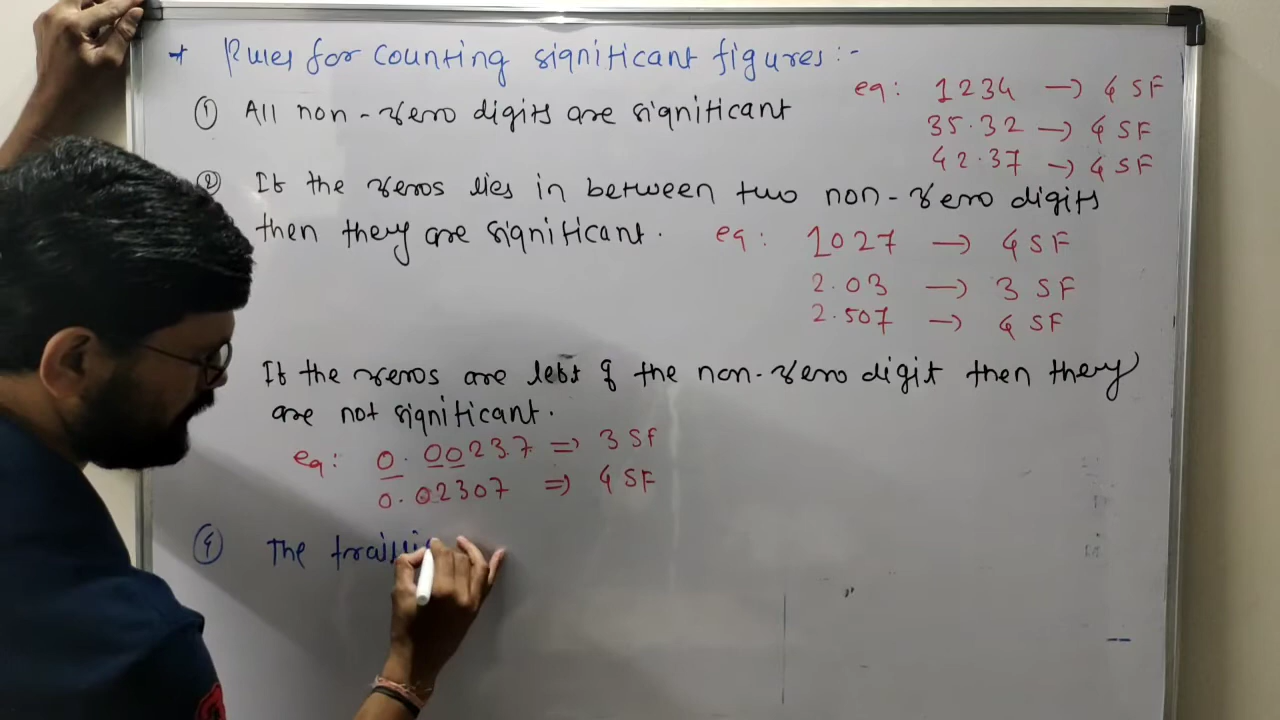 → Rules for counting significant figures :-
① All non-zero digits are significant
eg: 1234 → 4 SF
35.32 → 4 SF
42.37 → 4 SF
② If the zeros lies in between two non-zero digits
then they are significant.
eg: 1027 → 4 SF
2.03 → 3 SF
2.507 → 4 SF
If the zeros are left of the non-zero digit then they
are not significant.
eg: 0.00237 => 3 SF
0.02307 => 4 SF
④ The